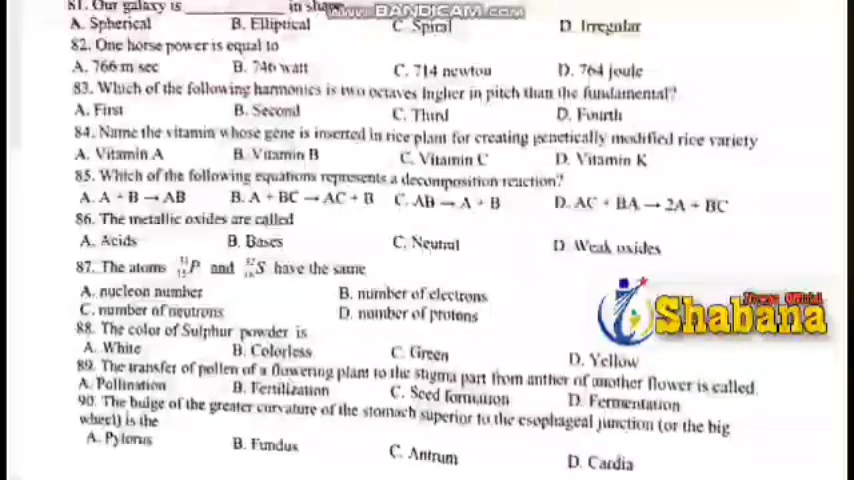 81. Our galaxy is ________ in shape
WWW.BANDICAM.COM
A. Spherical B. Elliptical C. Spiral D. Irregular
82. One horse power is equal to
A. 766 m sec B. 746 watt C. 714 newton D. 764 joule
83. Which of the following harmonics is two octaves higher in pitch than the fundamental?
A. First B. Second C. Third D. Fourth
84. Name the vitamin whose gene is inserted in rice plant for creating genetically modified rice variety
A. Vitamin A B. Vitamin B C. Vitamin C D. Vitamin K
85. Which of the following equations represents a decomposition reaction?
A. A + B → AB B. A + BC → AC + B C. AB → A + B D. AC + BA → 2A + BC
86. The metallic oxides are called
A. Acids B. Bases C. Neutral D. Weak oxides
87. The atoms P and S have the same
A. nucleon number B. number of electrons
C. number of neutrons D. number of protons
88. The color of Sulphur powder is
A. White B. Colorless C. Green D. Yellow
89. The transfer of pollen of a flowering plant to the stigma part from anther of another flower is called.
A. Pollination B. Fertilization C. Seed formation D. Fermentation
90. The bulge of the greater curvature of the stomach superior to the esophageal junction (or the big
wheel) is the
A. Pylorus B. Fundus C. Antrum D. Cardia
Official
Shabana